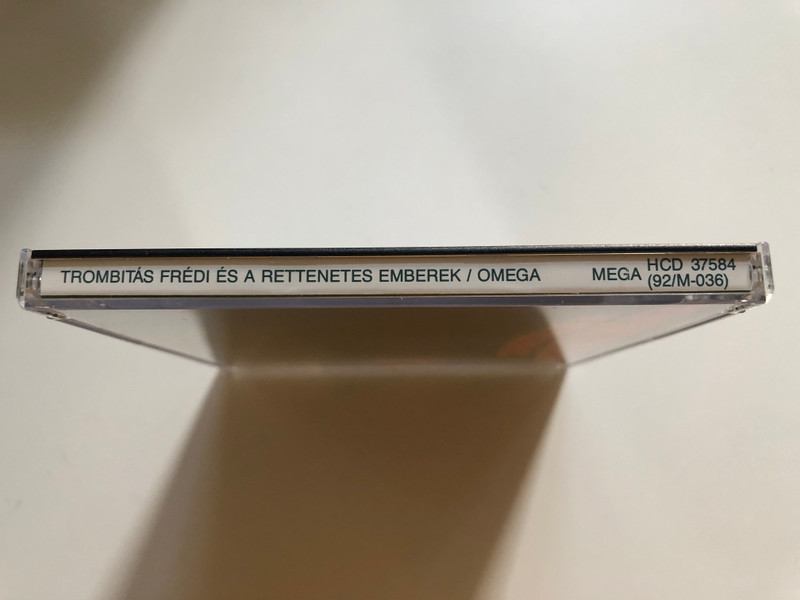 TROMBITÁS FRÉDI ÉS A RETTENETES EMBEREK / OMEGA
MEGA HCD 37584
(92/M-036)